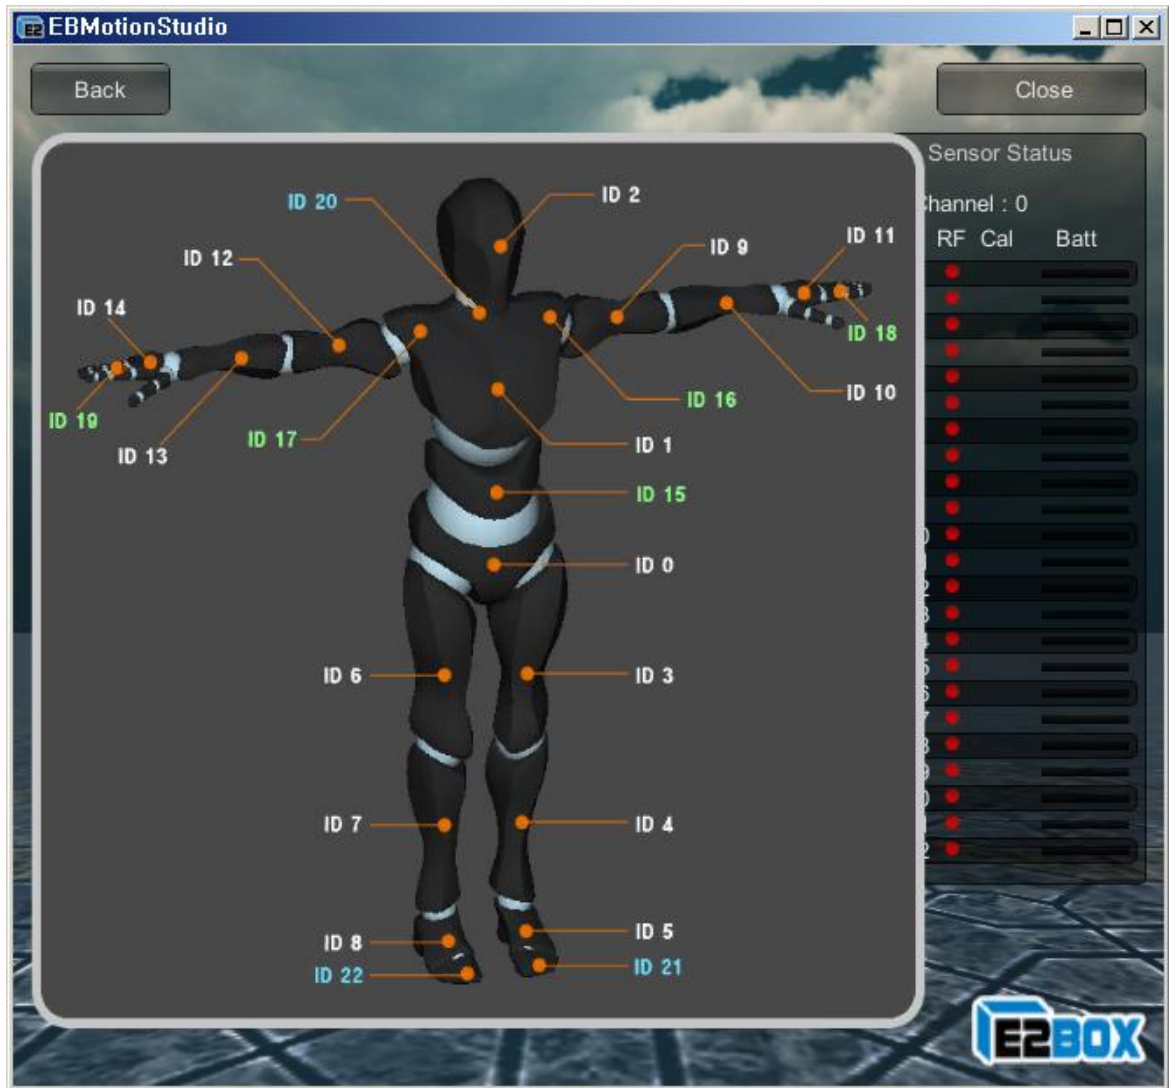 EBMotionStudio
Back
Close
Sensor Status
Channel : 0
RF Cal Batt
ID 20
ID 2
ID 12
ID 9
ID 11
ID 14
ID 18
ID 19
ID 13
ID 17
ID 16
ID 10
ID 1
ID 15
ID 0
ID 6
ID 3
ID 7
ID 4
ID 8
ID 5
ID 22
ID 21
E2BOX